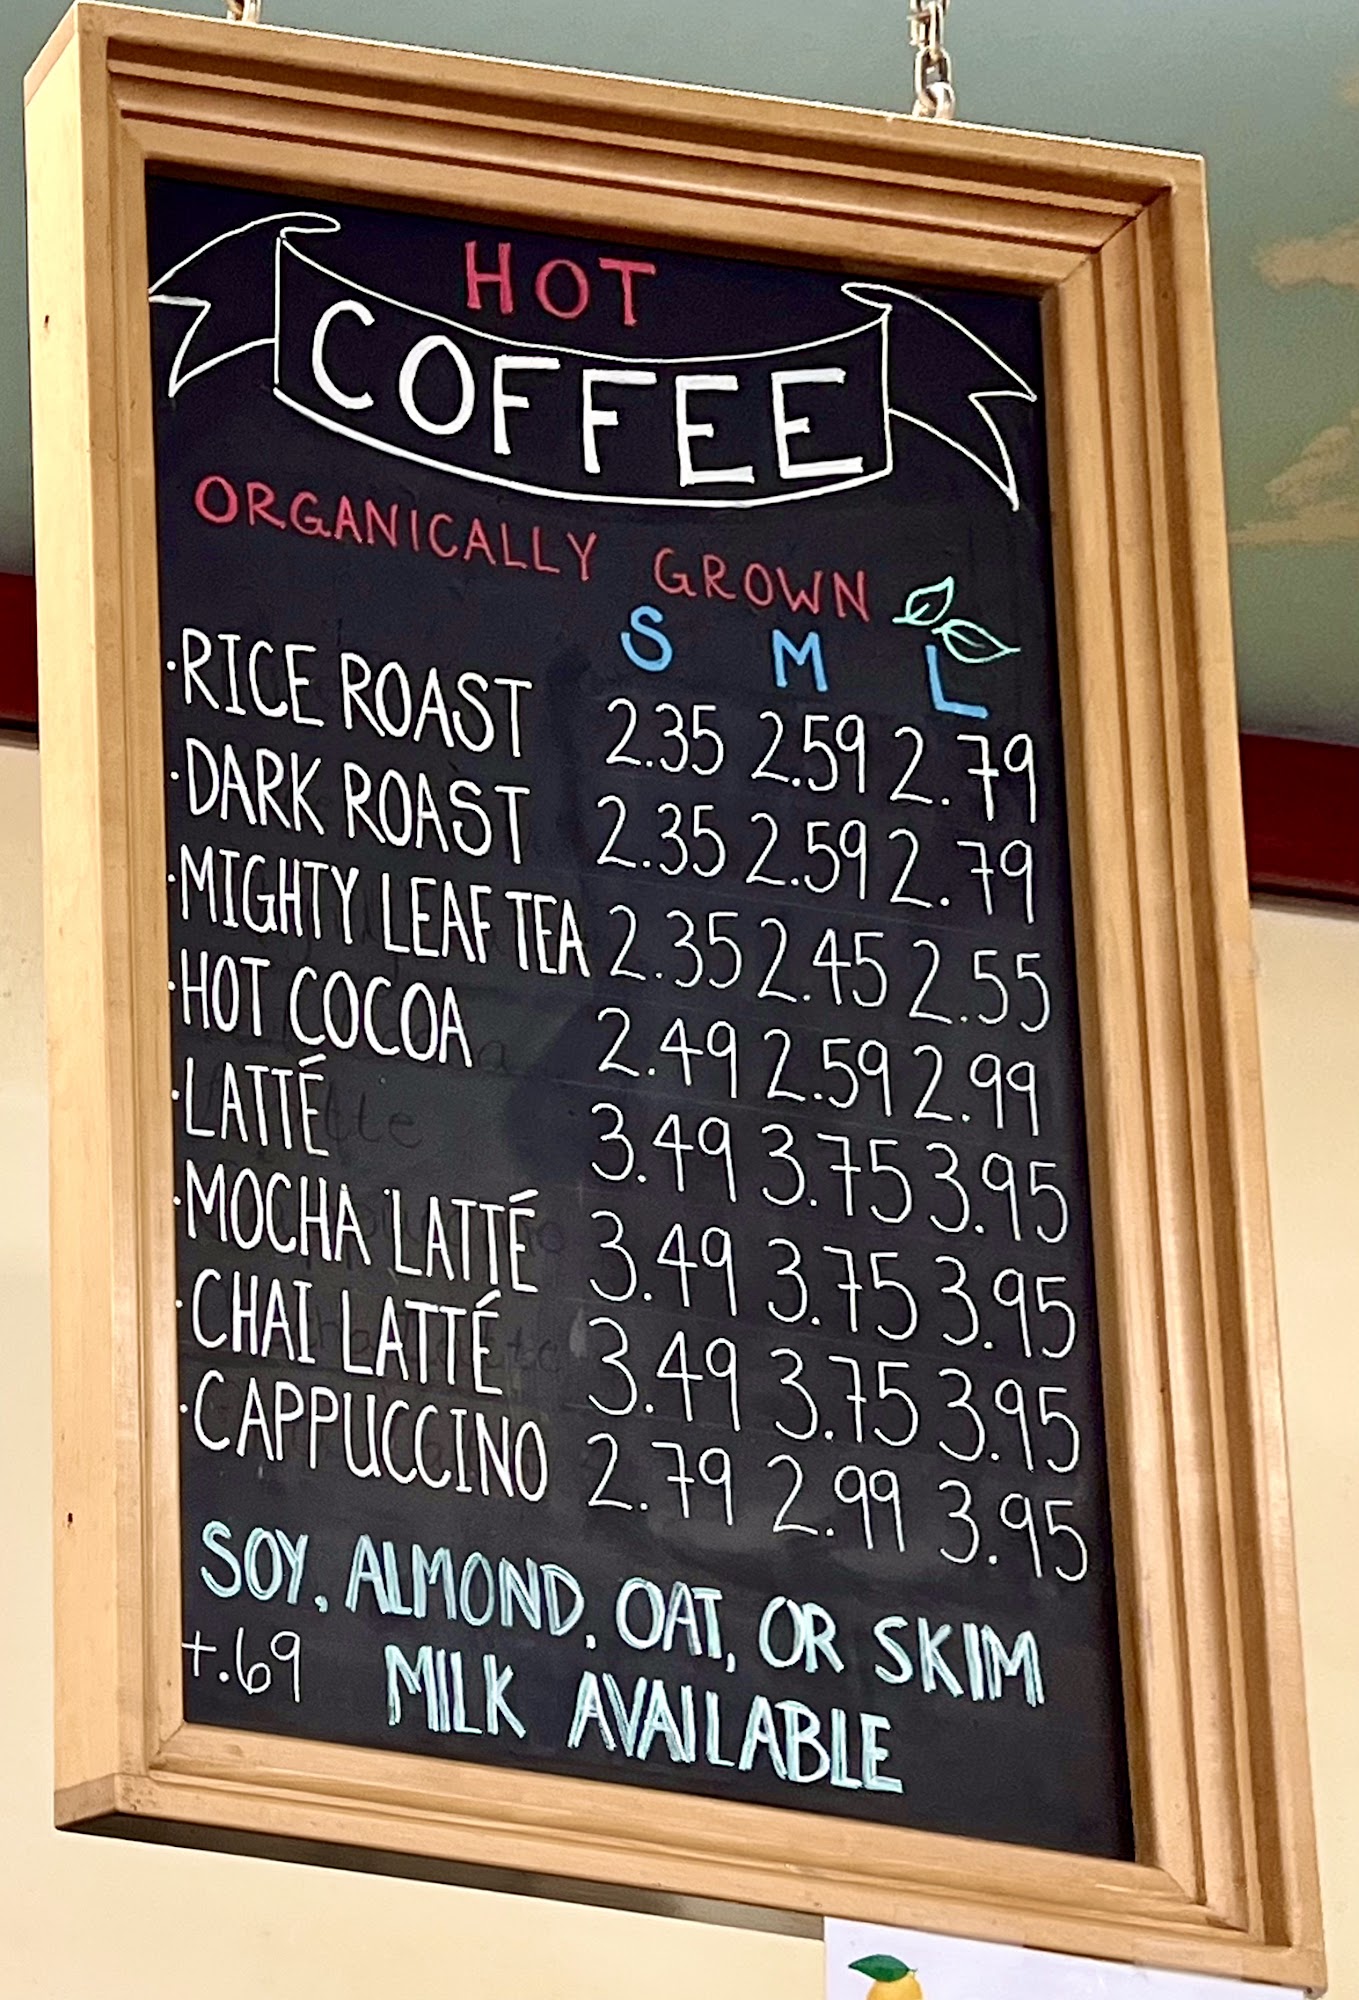 HOT
COFFEE
ORGANICALLY GROWN
S M L
·RICE ROAST 2.35 2.59 2.79
·DARK ROAST 2.35 2.59 2.79
·MIGHTY LEAF TEA 2.35 2.45 2.55
·HOT COCOA 2.49 2.59 2.99
·LATTÉ 3.49 3.75 3.95
·MOCHA LATTÉ 3.49 3.75 3.95
·CHAI LATTÉ 3.49 3.75 3.95
·CAPPUCCINO 2.79 2.99 3.95
SOY, ALMOND, OAT, OR SKIM
+.69 MILK AVAILABLE